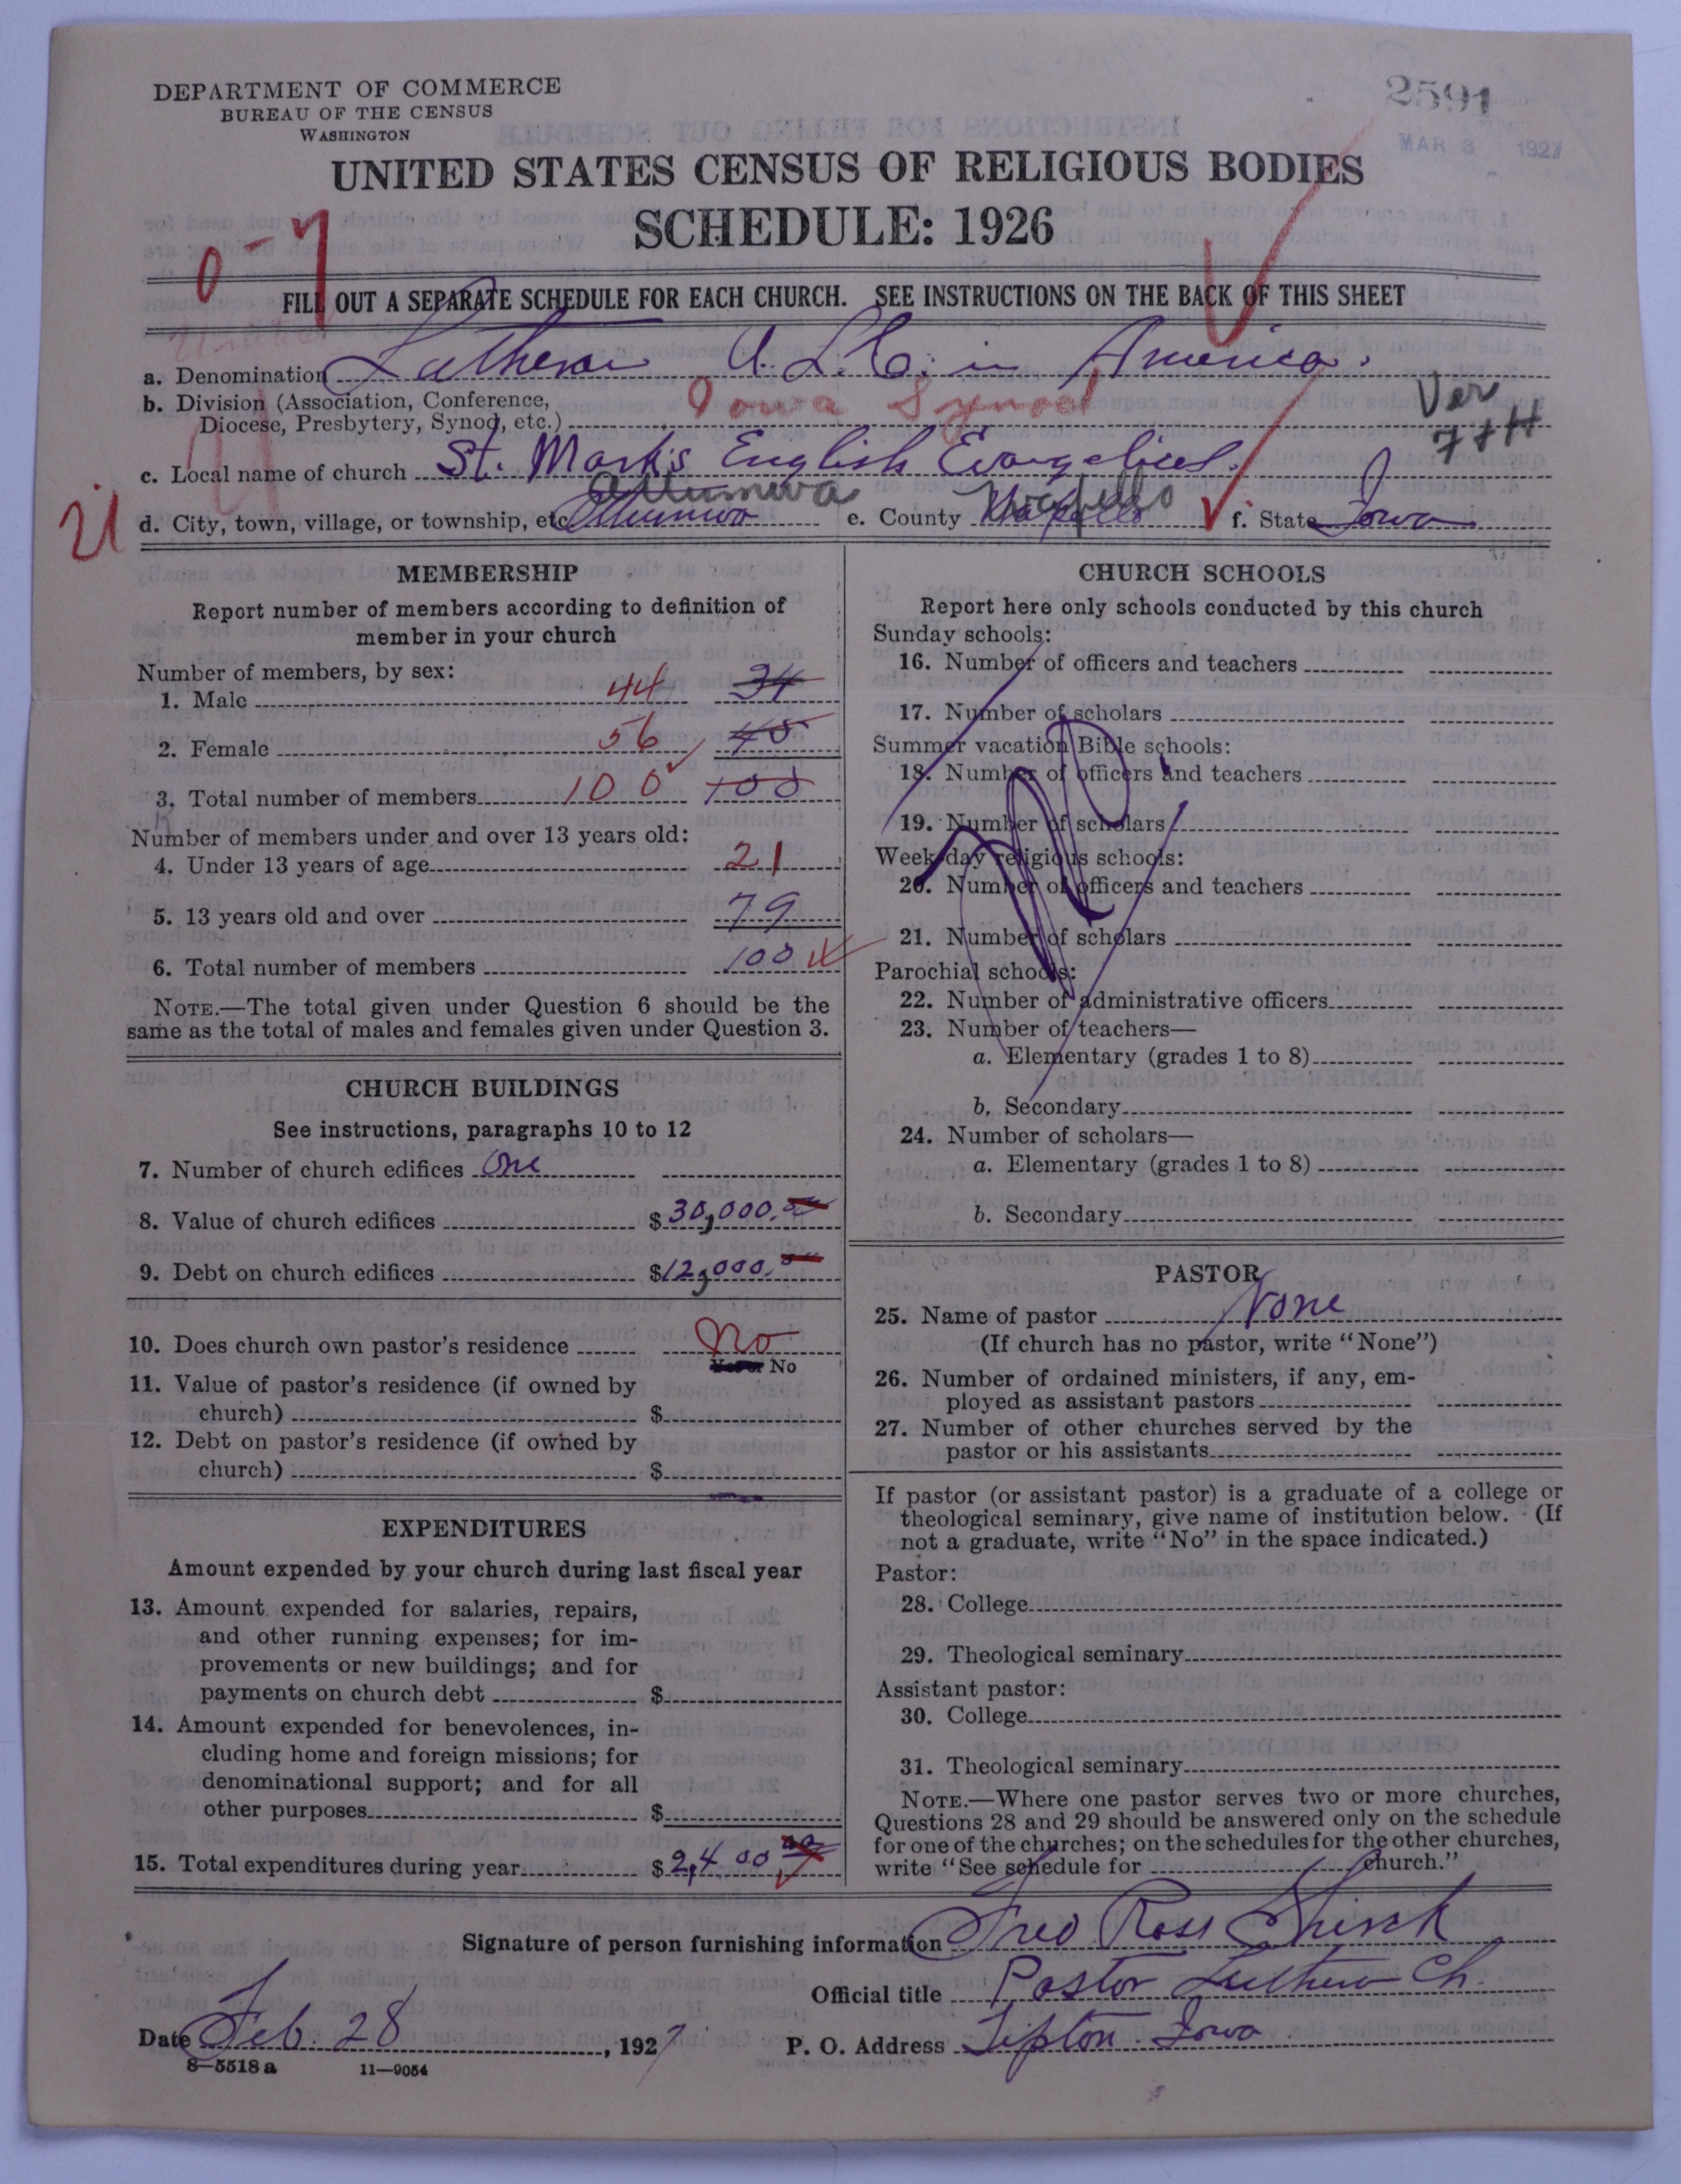 DEPARTMENT OF COMMERCE
BUREAU OF THE CENSUS
WASHINGTON
2591
MAR 3 1927
UNITED STATES CENSUS OF RELIGIOUS BODIES
SCHEDULE: 1926
0-7
FILL OUT A SEPARATE SCHEDULE FOR EACH CHURCH. SEE INSTRUCTIONS ON THE BACK OF THIS SHEET
a. Denomination Lutheran U. L. C. in America.
b. Division (Association, Conference, Iowa Synod
Diocese, Presbytery, Synod, etc.)
Ver
7+H
c. Local name of church St. Mark's English Evangelical.
Ottumwa Wapello
21 d. City, town, village, or township, etc. Ottumwa e. County Wapello f. State Iowa
MEMBERSHIP
Report number of members according to definition of
member in your church
Number of members, by sex:
1. Male 44 34
2. Female 56 45
3. Total number of members 100 100
Number of members under and over 13 years old:
4. Under 13 years of age 21
5. 13 years old and over 79
6. Total number of members 100
NOTE.—The total given under Question 6 should be the
same as the total of males and females given under Question 3.
CHURCH BUILDINGS
See instructions, paragraphs 10 to 12
7. Number of church edifices One
8. Value of church edifices $30,000.00
9. Debt on church edifices $12,000.00
10. Does church own pastor's residence No
Yes or No
11. Value of pastor's residence (if owned by
church) $
12. Debt on pastor's residence (if owned by
church) $
EXPENDITURES
Amount expended by your church during last fiscal year
13. Amount expended for salaries, repairs,
and other running expenses; for im-
provements or new buildings; and for
payments on church debt $
14. Amount expended for benevolences, in-
cluding home and foreign missions; for
denominational support; and for all
other purposes $
15. Total expenditures during year $2,400 00
CHURCH SCHOOLS
Report here only schools conducted by this church
Sunday schools:
16. Number of officers and teachers
17. Number of scholars
Summer vacation Bible schools:
18. Number of officers and teachers
19. Number of scholars
Week-day religious schools:
20. Number of officers and teachers
21. Number of scholars
Parochial schools:
22. Number of administrative officers
23. Number of teachers—
a. Elementary (grades 1 to 8)
b. Secondary
24. Number of scholars—
a. Elementary (grades 1 to 8)
b. Secondary
PASTOR
25. Name of pastor None
(If church has no pastor, write "None")
26. Number of ordained ministers, if any, em-
ployed as assistant pastors
27. Number of other churches served by the
pastor or his assistants
If pastor (or assistant pastor) is a graduate of a college or
theological seminary, give name of institution below. (If
not a graduate, write "No" in the space indicated.)
Pastor:
28. College
29. Theological seminary
Assistant pastor:
30. College
31. Theological seminary
NOTE.—Where one pastor serves two or more churches,
Questions 28 and 29 should be answered only on the schedule
for one of the churches; on the schedules for the other churches,
write "See schedule for church."
Signature of person furnishing information Fred Ross Shirck
Official title Pastor Lutheran Ch.
Date Feb. 28, 1927 P. O. Address Tipton Iowa
8—5518 a 11—9054